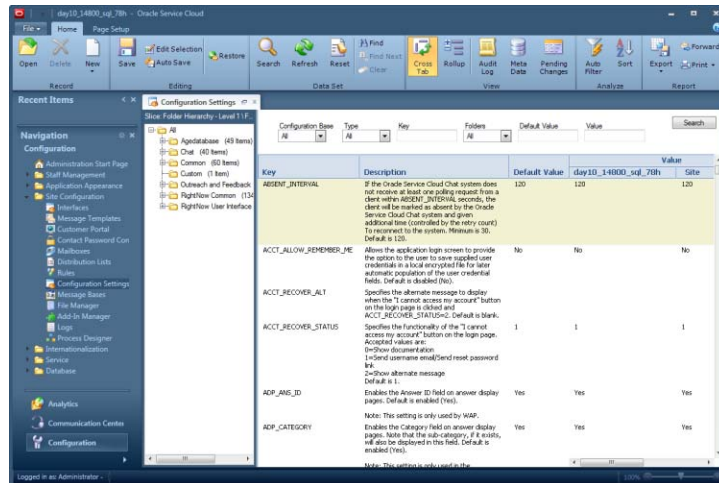 day10_14800_sql_78h - Oracle Service Cloud
File Home Page Setup
Open Delete New Save
Edit Selection
Auto Save
Restore
Search Refresh Reset
Find
Find Next
Clear
Cross Tab Rollup Audit Log Meta Data Pending Changes
Auto Filter Sort Export
Forward
Print
Record Editing Data Set View Analyze Report
Recent Items
Navigation
Configuration
Administration Start Page
Staff Management
Application Appearance
Site Configuration
Interfaces
Message Templates
Customer Portal
Contact Password Con
Mailboxes
Distribution Lists
Rules
Configuration Settings
Message Bases
File Manager
Add-In Manager
Logs
Process Designer
Internationalization
Service
Database
Analytics
Communication Center
Configuration
Configuration Settings
Slice: Folder Hierarchy - Level 1\F...
All
Agedatabase (49 items)
Chat (40 Items)
Common (60 Items)
Custom (1 Item)
Outreach and Feedback
RightNow Common (134
RightNow User Interface
Configuration Base Type Key Folders Default Value Value
All All All
Search
Value
Key Description Default Value day10_14800_sql_78h Site
ABSENT_INTERVAL If the Oracle Service Cloud Chat system does 120 120 120
not receive at least one polling request from a
client within ABSENT_INTERVAL seconds, the
client will be marked as absent by the Oracle
Service Cloud Chat system and given
additional time (controlled by the retry count)
To reconnect to the system. Minimum is 30.
Default is 120.
ACCT_ALLOW_REMEMBER_ME Allows the application login screen to provide No No No
the option to the user to save supplied user
credentials in a local encrypted file for later
automatic population of the user credential
fields. Default is disabled (No).
ACCT_RECOVER_ALT Specifies the alternate message to display
when the "I cannot access my account" button
on the login page is clicked and
ACCT_RECOVER_STATUS=2. Default is blank.
ACCT_RECOVER_STATUS Specifies the functionality of the "I cannot 1 1 1
access my account" button on the login page.
Accepted values are:
0=Show documentation
1=Send username email/Send reset password
link
2=Show alternate message
Default is 1.
ADP_ANS_ID Enables the Answer ID field on answer display Yes Yes Yes
pages. Default is enabled (Yes).
Note: This setting is only used by WAP.
ADP_CATEGORY Enables the Category field on answer display Yes Yes Yes
pages. Note that the sub-category, if it exists,
will also be displayed in this field. Default is
enabled (Yes).
Note: This setting is only used in the
Logged in as: Administrator -
100%